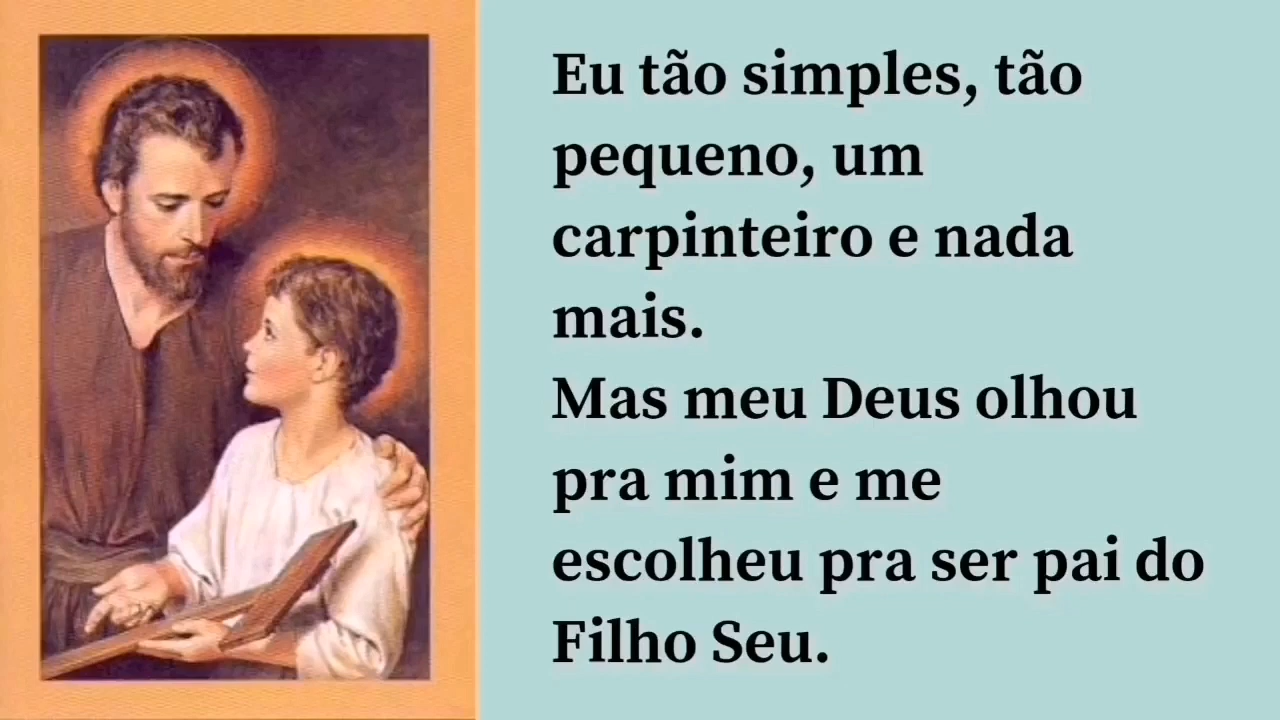 Eu tão simples, tão
pequeno, um
carpinteiro e nada
mais.
Mas meu Deus olhou
pra mim e me
escolheu pra ser pai do
Filho Seu.